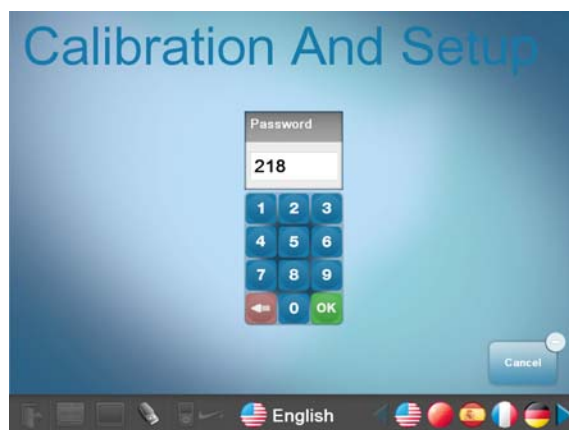 Calibration And Setup
Password
218
1 2 3
4 5 6
7 8 9
0 OK
Cancel
English